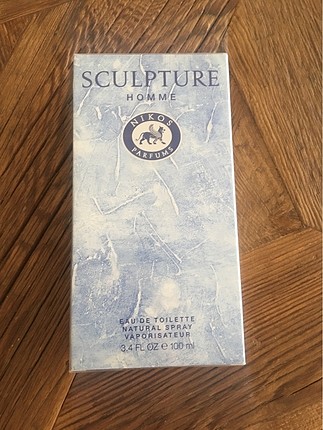 SCULPTURE
HOMME
NIKOS
PARFUMS
EAU DE TOILETTE
NATURAL SPRAY
VAPORISATEUR
3.4 FL OZ ℮ 100 ml